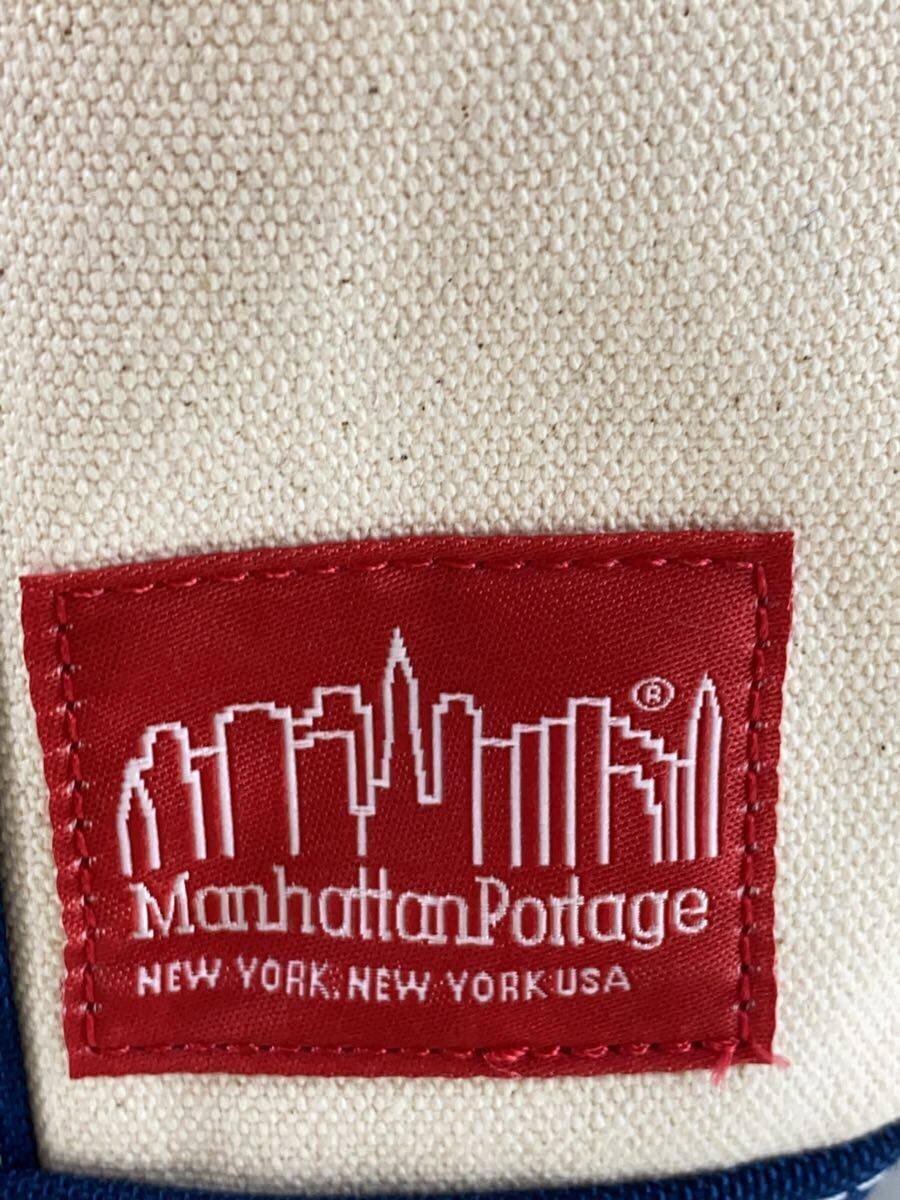 ®
ManhattanPortage
NEW YORK, NEW YORK USA